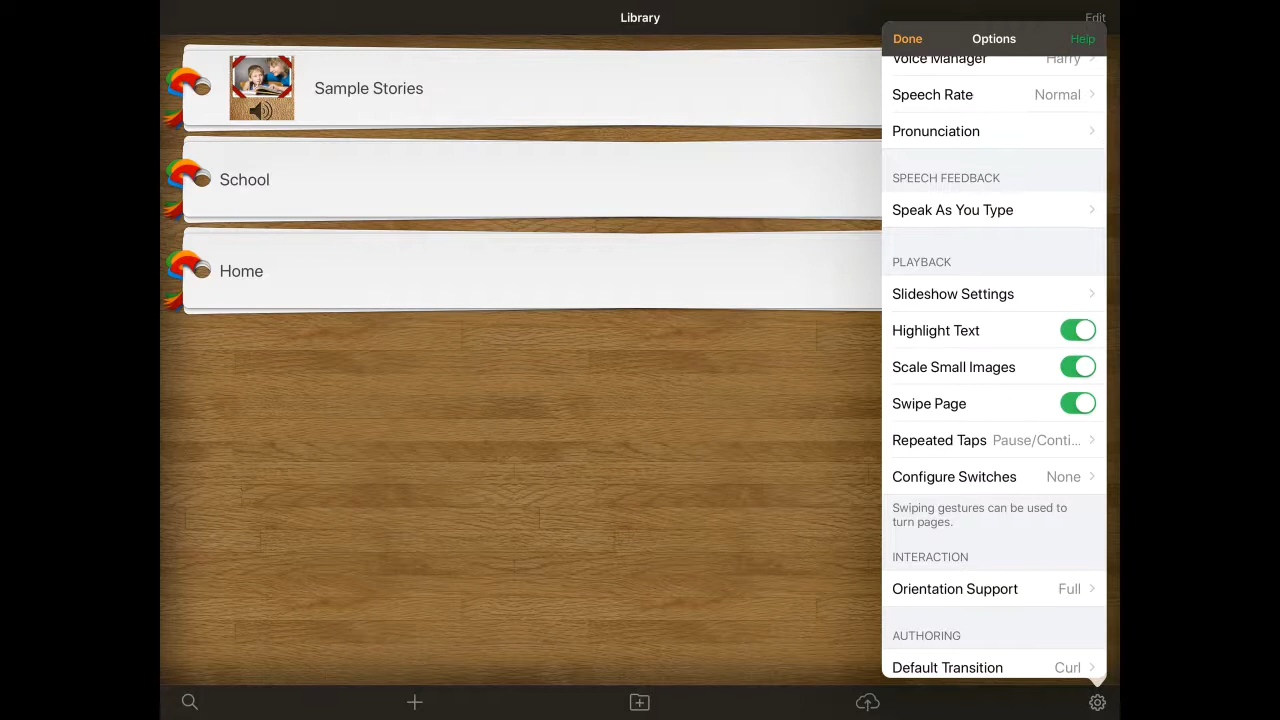 Library
Edit
Done
Options
Help
Sample Stories
School
Home
Voice Manager Harry
Speech Rate Normal
Pronunciation
SPEECH FEEDBACK
Speak As You Type
PLAYBACK
Slideshow Settings
Highlight Text
Scale Small Images
Swipe Page
Repeated Taps Pause/Conti...
Configure Switches None
Swiping gestures can be used to
turn pages.
INTERACTION
Orientation Support Full
AUTHORING
Default Transition Curl